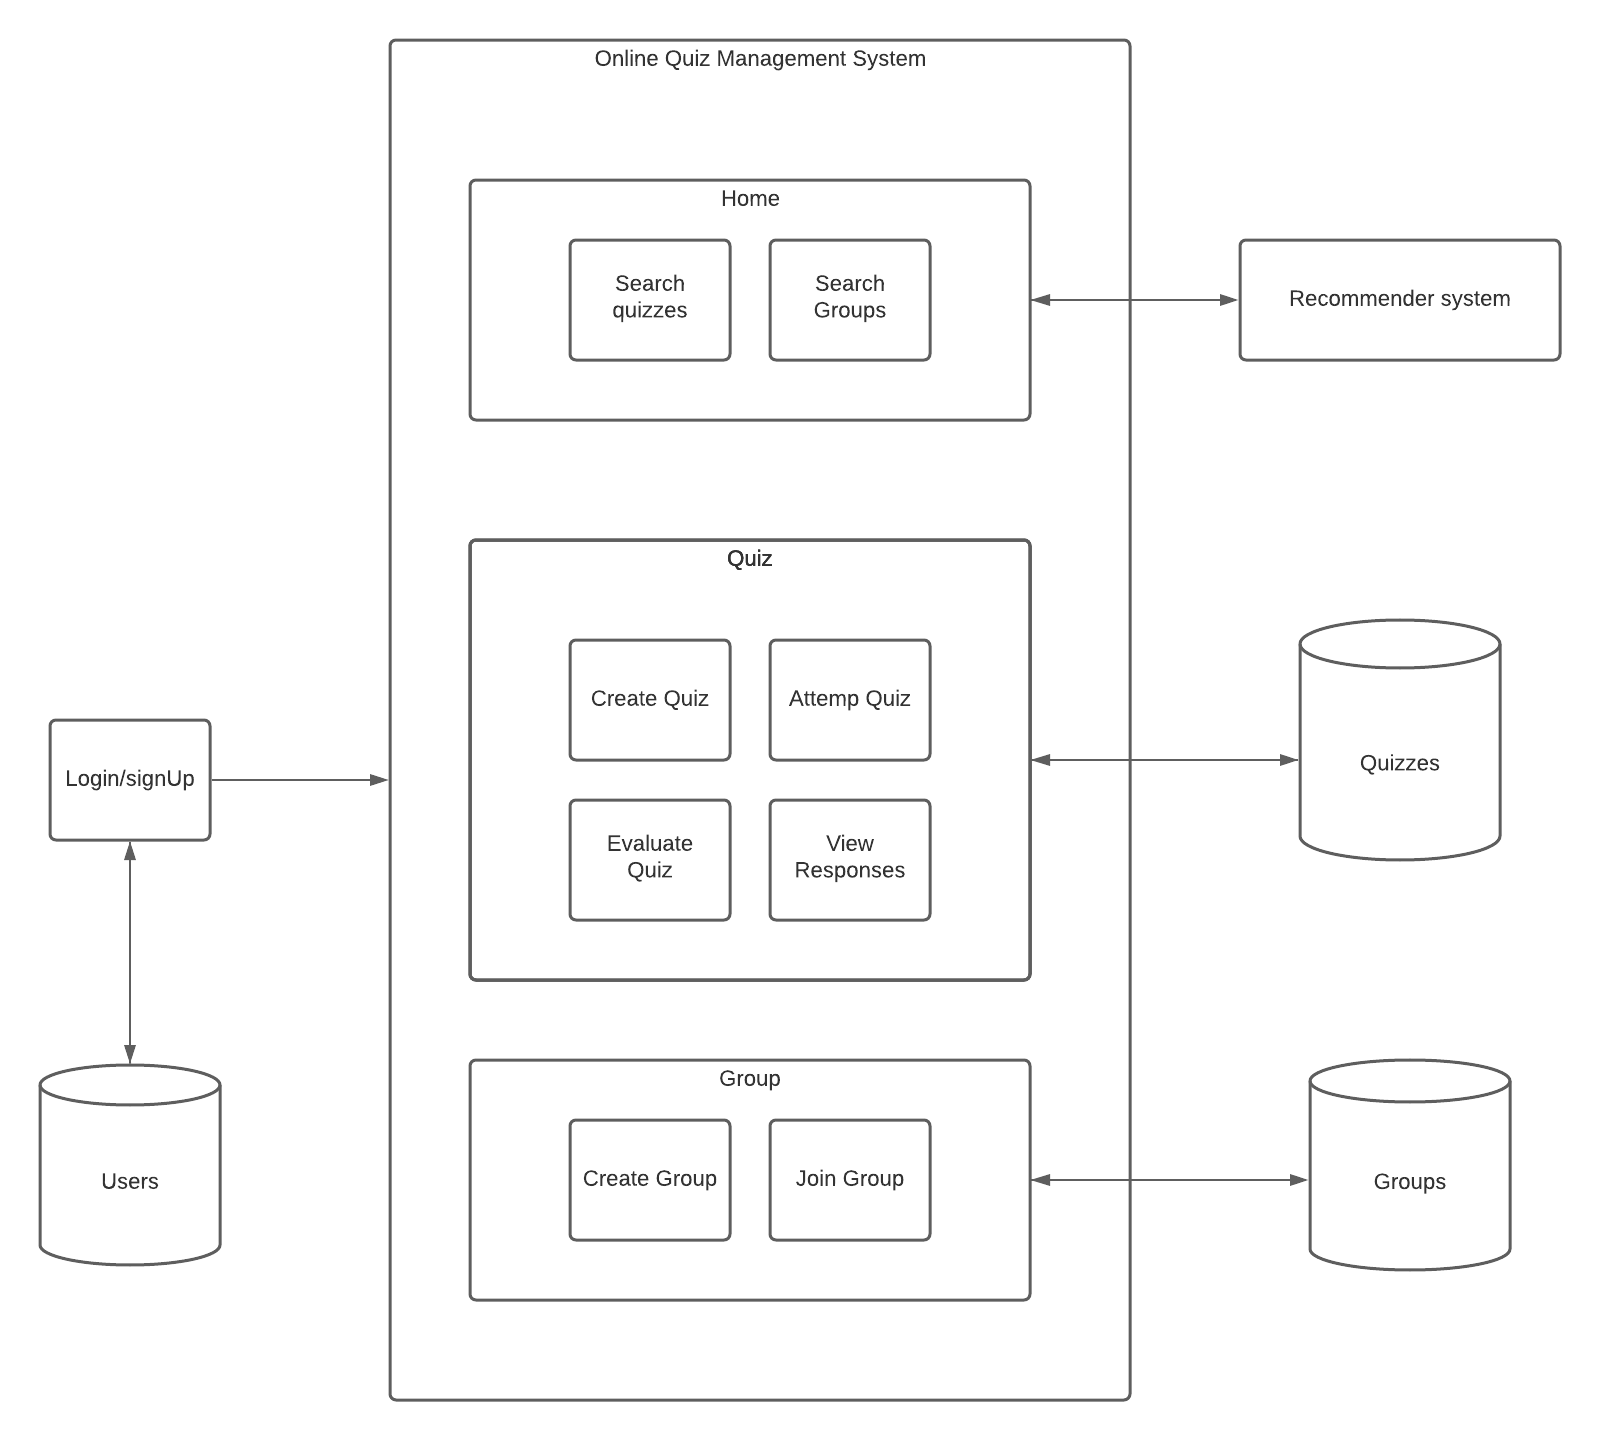 Online Quiz Management System
Home
Search
quizzes
Search
Groups
Recommender system
Quiz
Create Quiz
Attemp Quiz
Evaluate
Quiz
View
Responses
Quizzes
Login/signUp
Users
Group
Create Group
Join Group
Groups